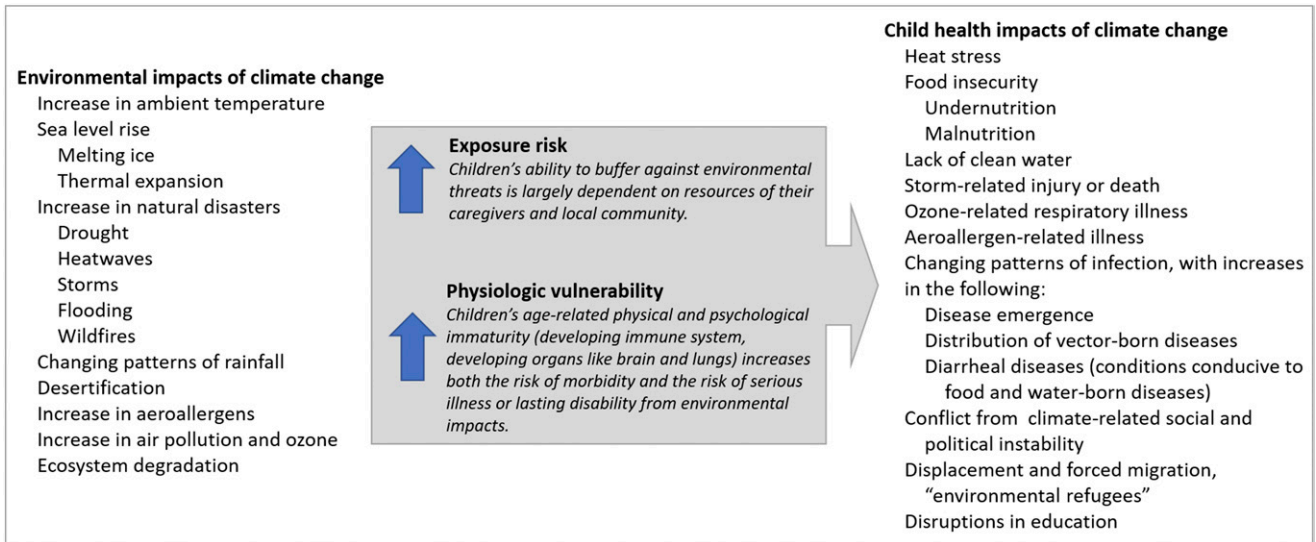 Environmental impacts of climate change
Increase in ambient temperature
Sea level rise
Melting ice
Thermal expansion
Increase in natural disasters
Drought
Heatwaves
Storms
Flooding
Wildfires
Changing patterns of rainfall
Desertification
Increase in aeroallergens
Increase in air pollution and ozone
Ecosystem degradation
Exposure risk
Children's ability to buffer against environmental
threats is largely dependent on resources of their
caregivers and local community.
Physiologic vulnerability
Children's age-related physical and psychological
immaturity (developing immune system,
developing organs like brain and lungs) increases
both the risk of morbidity and the risk of serious
illness or lasting disability from environmental
impacts.
Child health impacts of climate change
Heat stress
Food insecurity
Undernutrition
Malnutrition
Lack of clean water
Storm-related injury or death
Ozone-related respiratory illness
Aeroallergen-related illness
Changing patterns of infection, with increases
in the following:
Disease emergence
Distribution of vector-born diseases
Diarrheal diseases (conditions conducive to
food and water-born diseases)
Conflict from climate-related social and
political instability
Displacement and forced migration,
“environmental refugees”
Disruptions in education